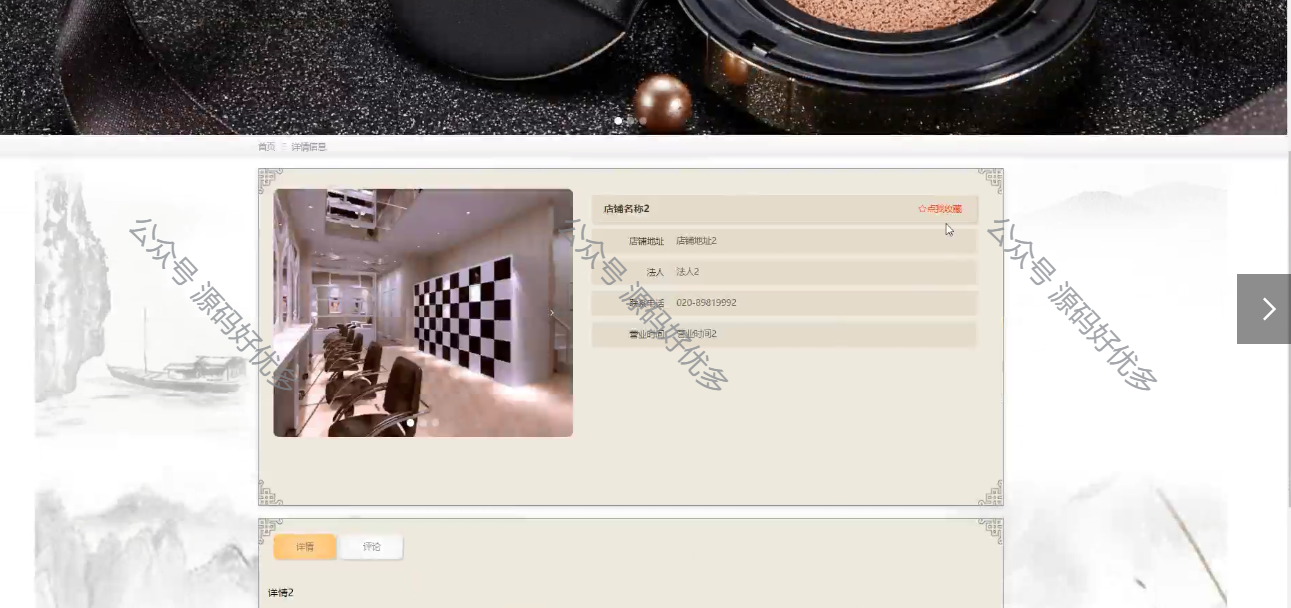 首页 详情信息
店铺名称2 ☆点我收藏
店铺地址 店铺地址2
法人 法人2
联系电话 020-89819992
营业时间 营业时间2
公众号 源码好优多
公众号 源码好优多
公众号 源码好优多
详情 评论
详情2